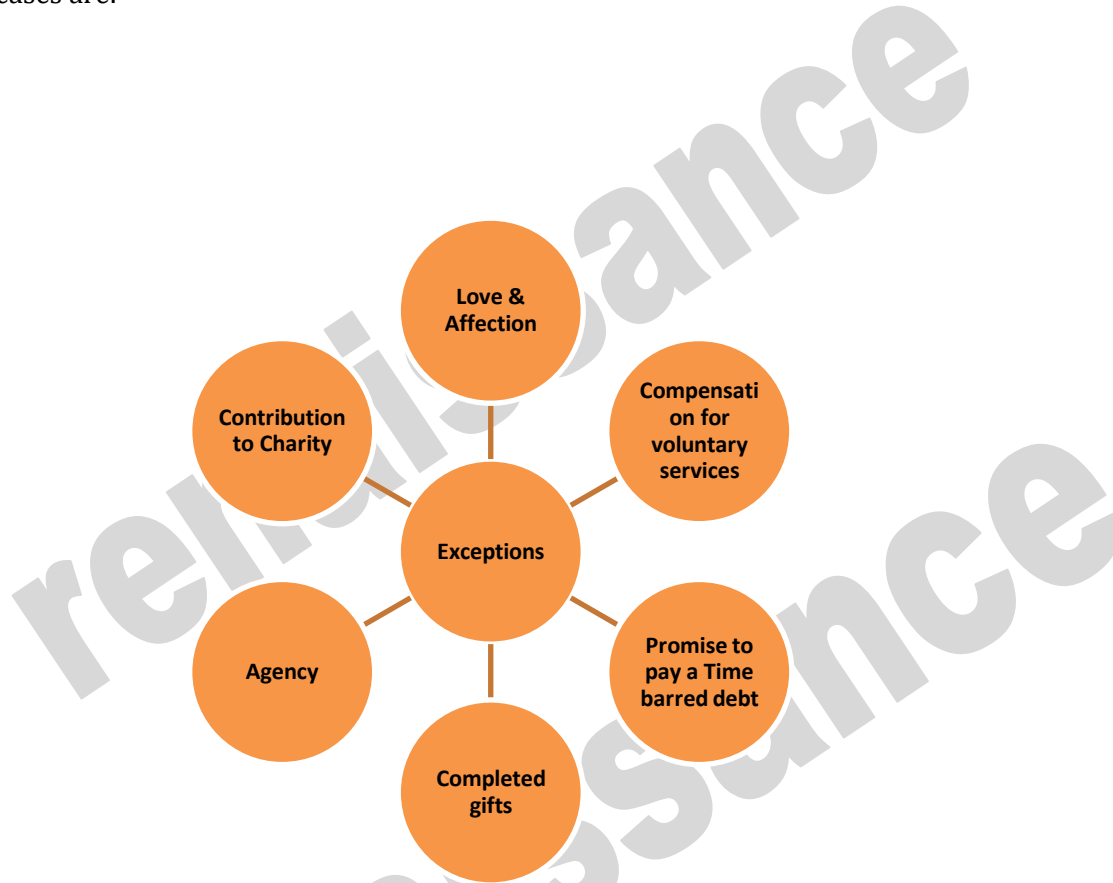 cases are:
Love &
Affection
Compensati
on for
voluntary
services
Promise to
pay a Time
barred debt
Completed
gifts
Agency
Contribution
to Charity
Exceptions
renaissance